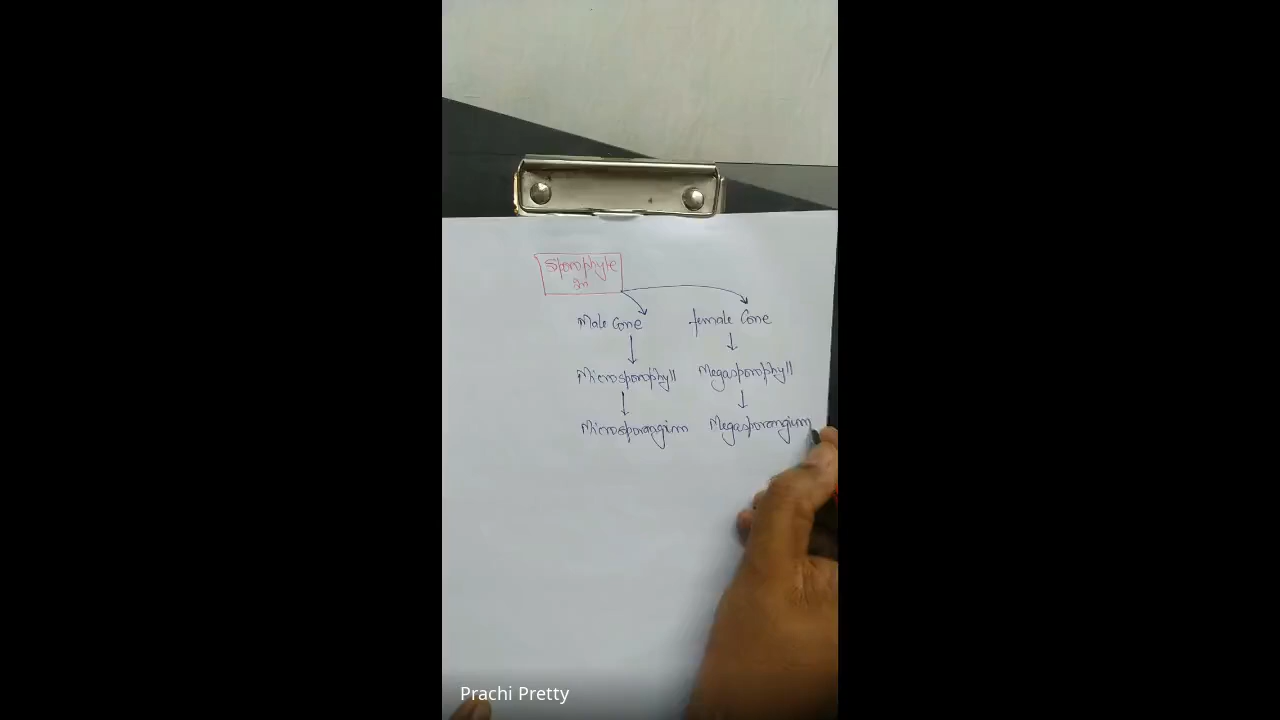 Sporophyte
2n
Male Cone female Cone
Microsporophyll Megasporophyll
Microsporangium Megasporangium
Prachi Pretty